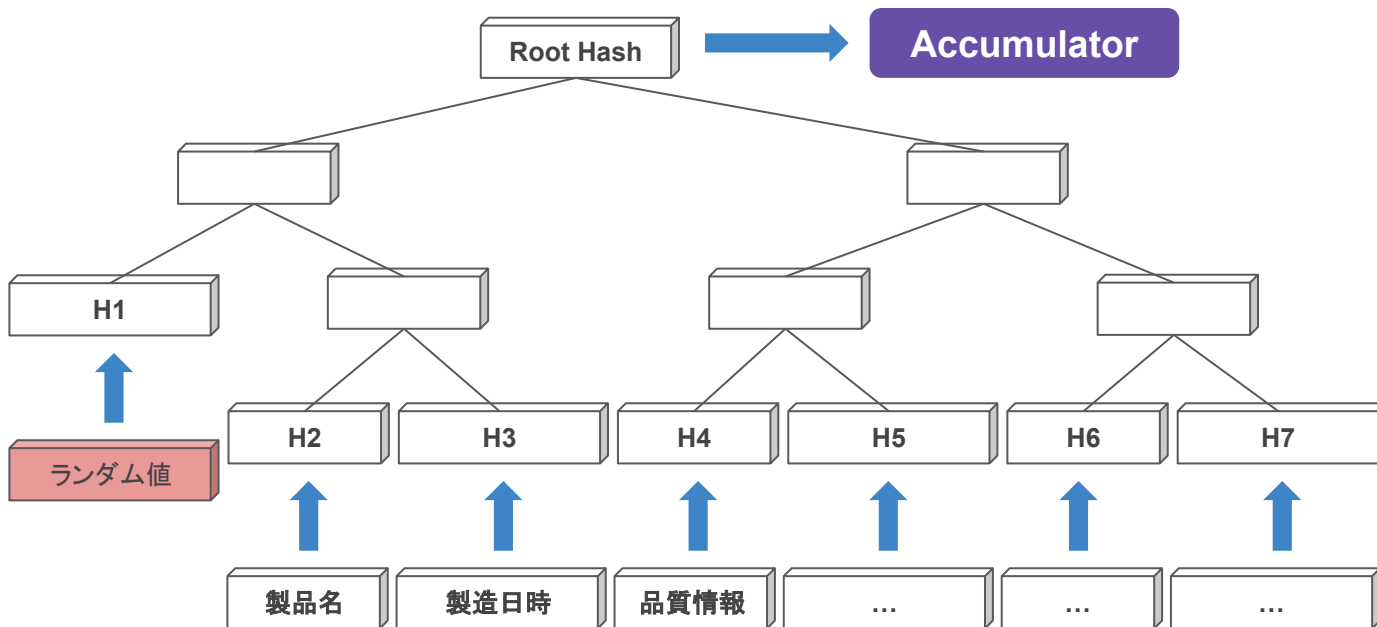 Root Hash
Accumulator
H1
H2
H3
H4
H5
H6
H7
ランダム値
製品名
製造日時
品質情報
...
...
...